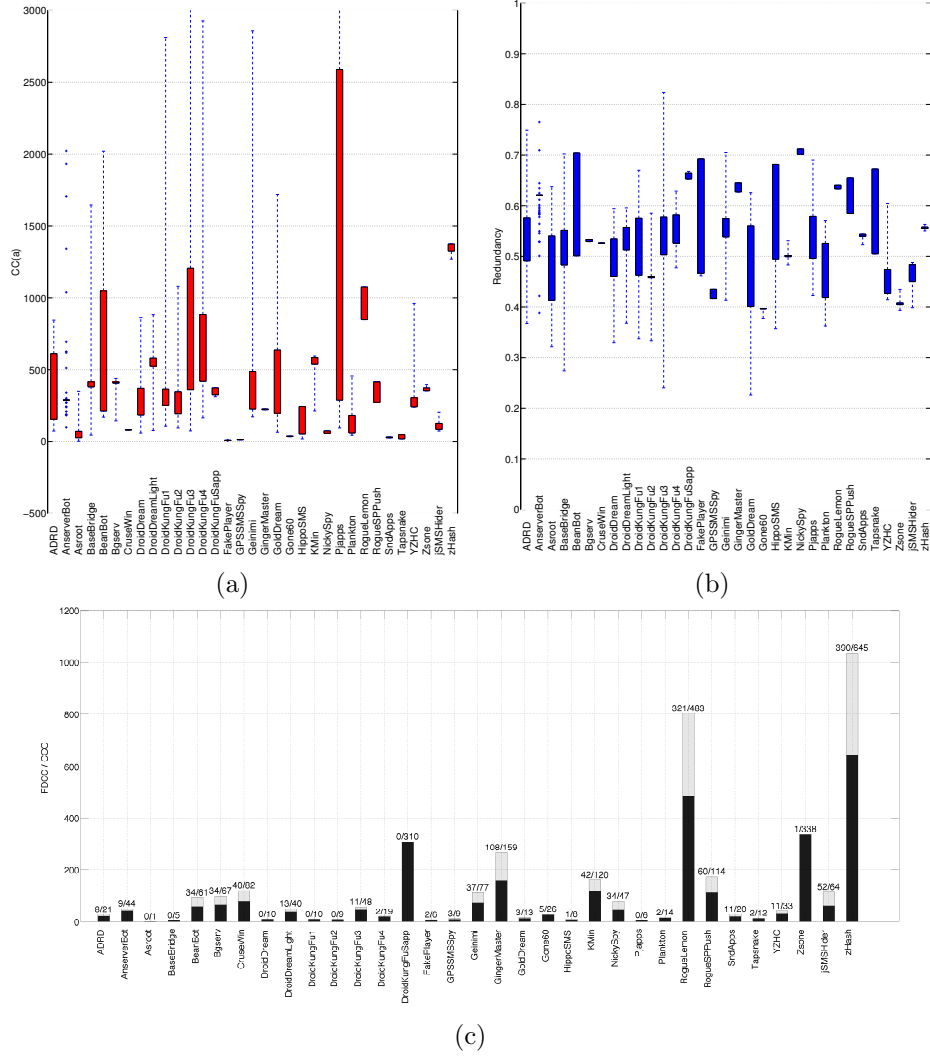 3000
2500
2000
1500
1000
500
0
−500
CC(a)
ADRD
AnserverBot
Asroot
BaseBridge
BeanBot
Bgserv
CruseWin
DroidDream
DroidDreamLight
DroidKungFu1
DroidKungFu2
DroidKungFu3
DroidKungFu4
DroidKungFuSapp
FakePlayer
GPSSMSSpy
Geinimi
GingerMaster
GoldDream
Gone60
HippoSMS
KMin
NickySpy
Pjapps
Plankton
RogueLemon
RogueSPPush
SndApps
Tapsnake
YZHC
Zsone
jSMSHider
zHash
(a)
1
0.9
0.8
0.7
0.6
0.5
0.4
0.3
0.2
0.1
0
Redundancy
ADRD
AnserverBot
Asroot
BaseBridge
BeanBot
Bgserv
CruseWin
DroidDream
DroidDreamLight
DroidKungFu1
DroidKungFu2
DroidKungFu3
DroidKungFu4
DroidKungFuSapp
FakePlayer
GPSSMSSpy
Geinimi
GingerMaster
GoldDream
Gone60
HippoSMS
KMin
NickySpy
Pjapps
Plankton
RogueLemon
RogueSPPush
SndApps
Tapsnake
YZHC
Zsone
jSMSHider
zHash
(b)
1200
1000
800
600
400
200
0
FDCC / CCC
8/21
9/44
0/1
0/5
34/61
34/67
40/82
0/10
13/40
0/10
0/9
11/48
2/19
0/310
2/6
3/9
37/77
108/159
3/13
5/26
1/8
42/120
34/47
0/6
2/14
321/483
60/114
11/20
2/12
11/33
1/338
52/64
390/645
ADRD
AnserverBot
Asroot
BaseBridge
BeanBot
Bgserv
CruseWin
DroidDream
DroidDreamLight
DroidKungFu1
DroidKungFu2
DroidKungFu3
DroidKungFu4
DroidKungFuSapp
FakePlayer
GPSSMSSpy
Geinimi
GingerMaster
GoldDream
Gone60
HippoSMS
KMin
NickySpy
Pjapps
Plankton
RogueLemon
RogueSPPush
SndApps
Tapsnake
YZHC
Zsone
jSMSHider
zHash
(c)